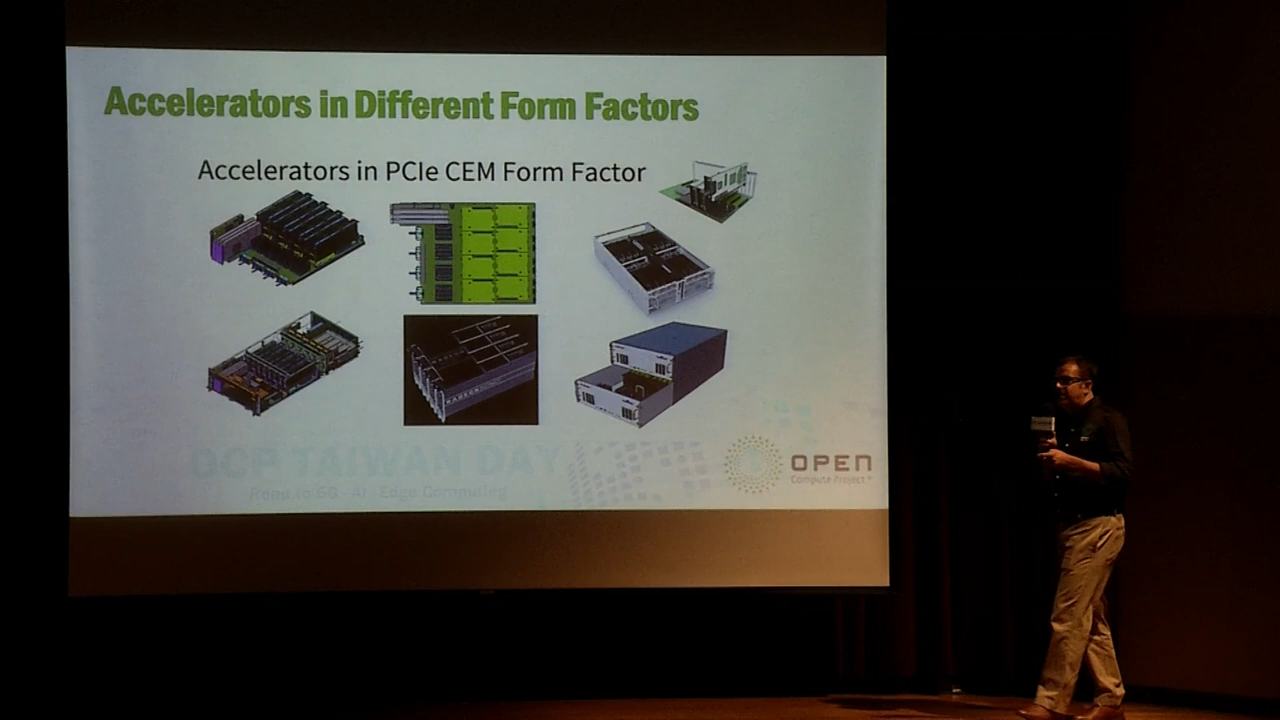 Accelerators in Different Form Factors
Accelerators in PCIe CEM Form Factor
RADEON
OCP TAIWAN DAY
Road to 5G - AI - Edge Computing
OPEN
Compute Project®